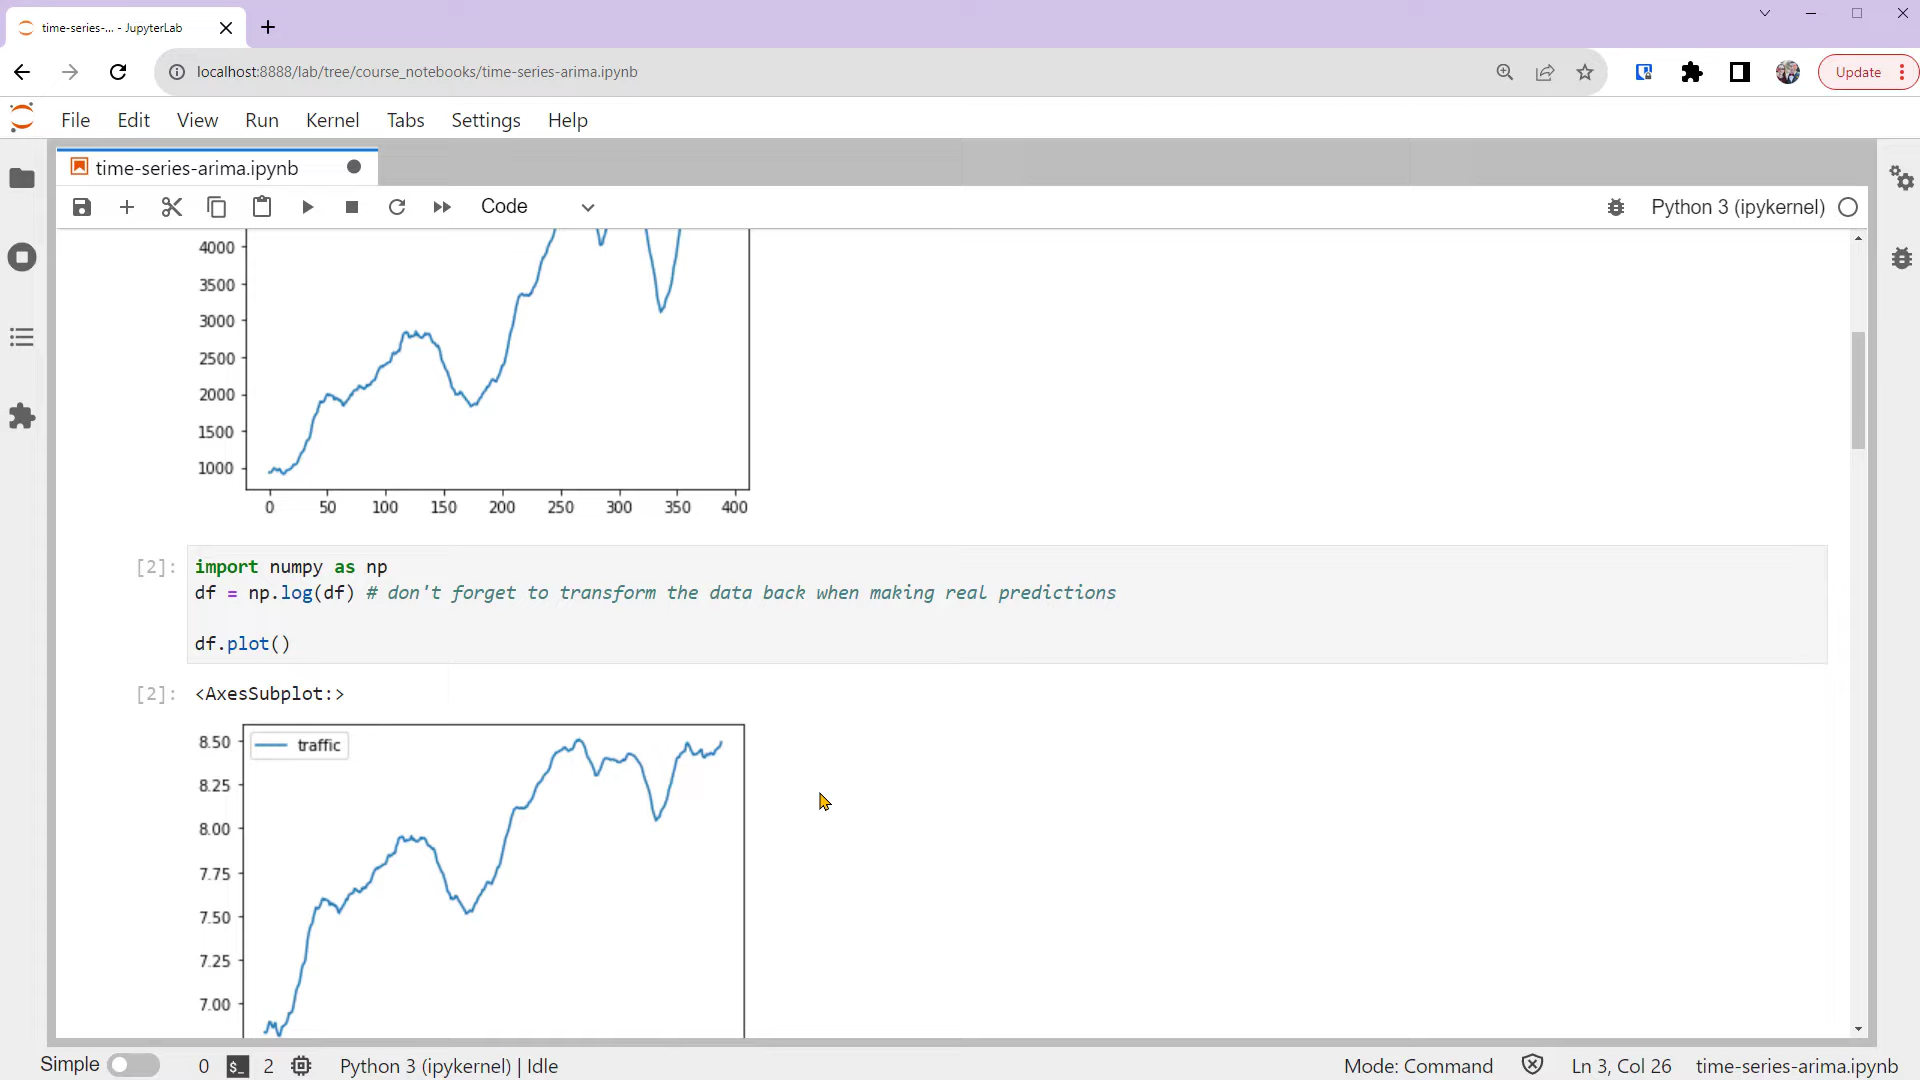 time-series-... - JupyterLab
localhost:8888/lab/tree/course_notebooks/time-series-arima.ipynb
Update
File Edit View Run Kernel Tabs Settings Help
time-series-arima.ipynb
Code
Python 3 (ipykernel)
4000
3500
3000
2500
2000
1500
1000
0 50 100 150 200 250 300 350 400
[2]: import numpy as np
df = np.log(df) # don't forget to transform the data back when making real predictions
df.plot()
[2]: <AxesSubplot:>
8.50 traffic
8.25
8.00
7.75
7.50
7.25
7.00
Simple 0 $_ 2 Python 3 (ipykernel) | Idle Mode: Command Ln 3, Col 26 time-series-arima.ipynb